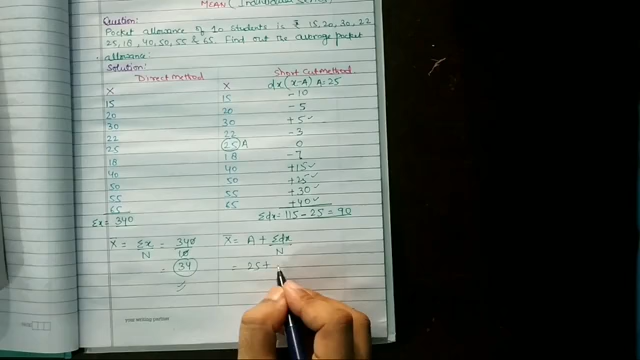 MEAN (Individual Series)
Question:
Pocket allowance of 10 students is ₹ 15, 20, 30, 22
25, 18, 40, 50, 55 & 65. Find out the average pocket
allowance.
Solution:
Direct Method Short Cut Method
X X dx (x-A) A=25
15 15 -10
20 20 -5
30 30 +5 ✓
22 22 -3
25 25 A 0
18 18 -7
40 40 +15 ✓
50 50 +25 ✓
55 55 +30 ✓
65 65 +40 ✓
Σx = 340 Σdx = 115 - 25 = 90
X̄ = Σx/N = 340/10 X̄ = A + Σdx/N
= 34 = 25 +